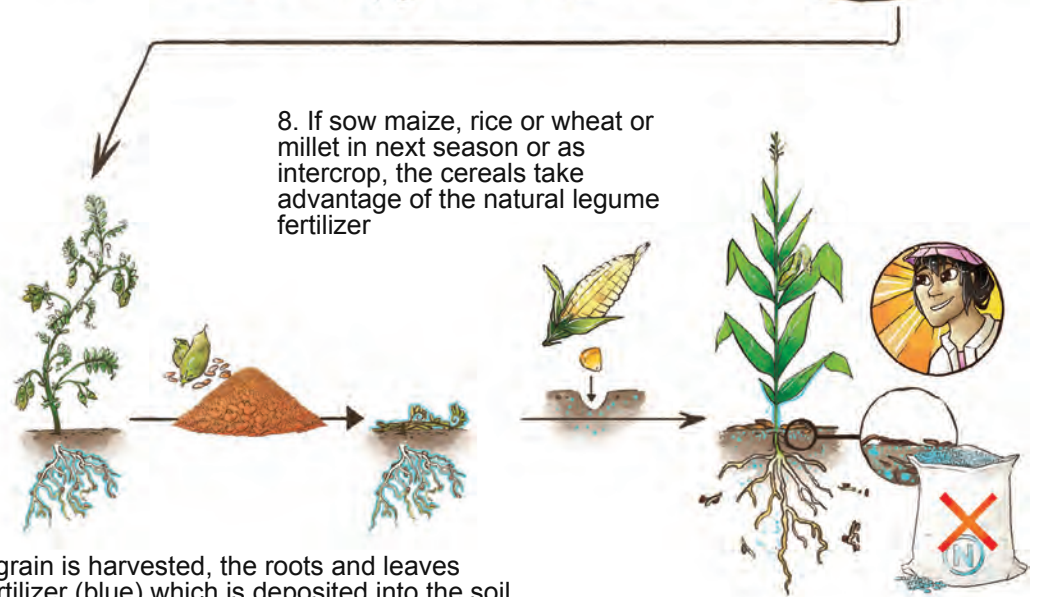 8. If sow maize, rice or wheat or
millet in next season or as
intercrop, the cereals take
advantage of the natural legume
fertilizer
N
grain is harvested, the roots and leaves
rtilizer (blue) which is deposited into the soil